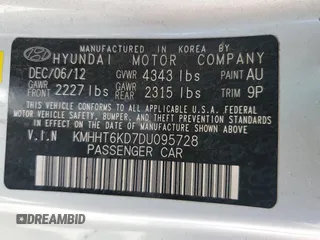 MANUFACTURED IN KOREA
HYUNDAI MOTOR COMPANY
DEC/06/12 GVWR 4343 lbs PAINT AU
GAWR FRONT 2227 lbs GAWR REAR 2315 lbs TRIM 9P
THIS VEHICLE CONFORMS TO ALL APPLICABLE U.S. FEDERAL MOTOR VEHICLE SAFETY, BUMPER, AND THEFT PREVENTION STANDARDS IN EFFECT ON THE DATE OF MANUFACTURE SHOWN ABOVE.
V.I.N KMHHT6KD7DU095728
PASSENGER CAR
DREAMBID